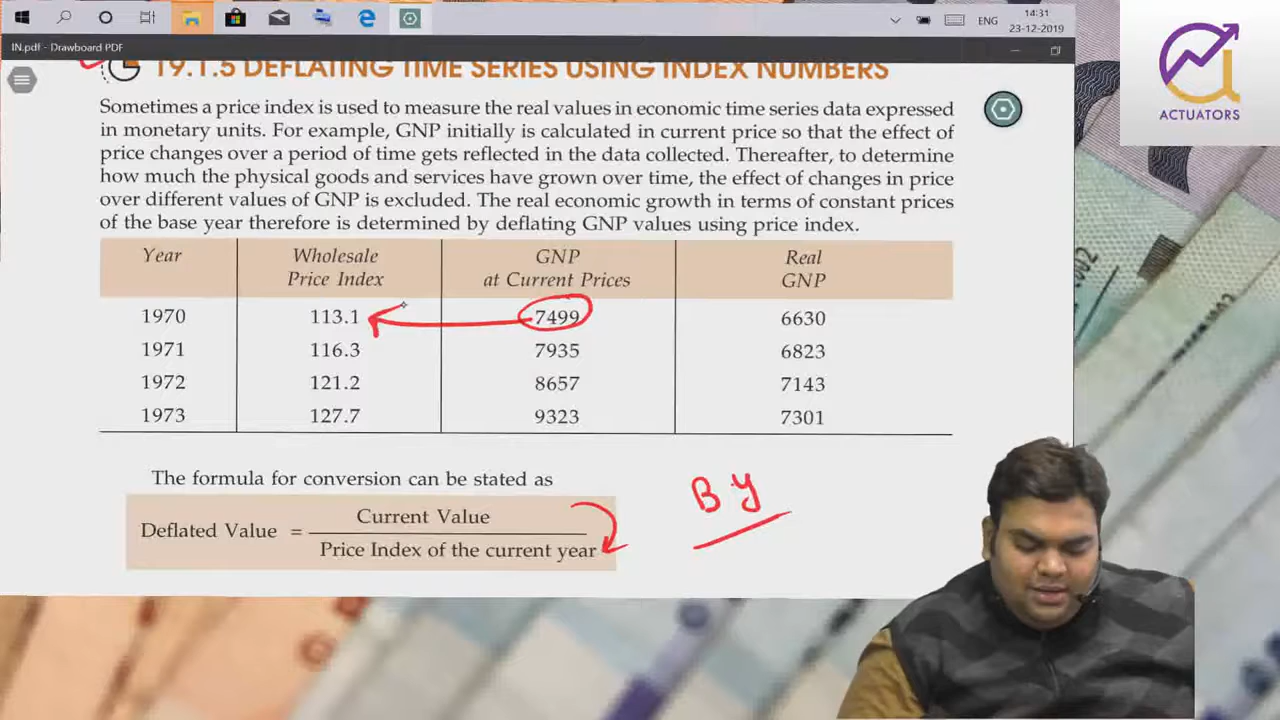 14:31
ENG
23-12-2019
IN.pdf - Drawboard PDF
ACTUATORS
19.1.5 DEFLATING TIME SERIES USING INDEX NUMBERS
Sometimes a price index is used to measure the real values in economic time series data expressed
in monetary units. For example, GNP initially is calculated in current price so that the effect of
price changes over a period of time gets reflected in the data collected. Thereafter, to determine
how much the physical goods and services have grown over time, the effect of changes in price
over different values of GNP is excluded. The real economic growth in terms of constant prices
of the base year therefore is determined by deflating GNP values using price index.
Year Wholesale GNP Real
Price Index at Current Prices GNP
1970 113.1 7499 6630
1971 116.3 7935 6823
1972 121.2 8657 7143
1973 127.7 9323 7301
The formula for conversion can be stated as
Deflated Value = Current Value
Price Index of the current year
B.y